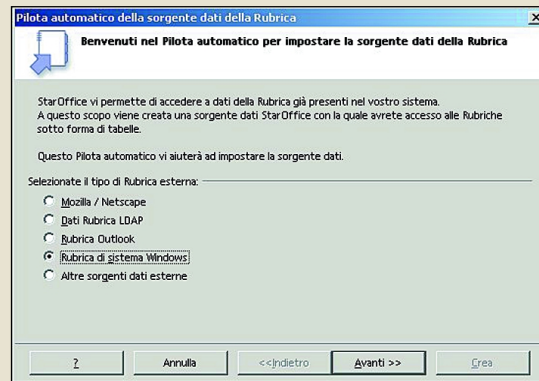 Pilota automatico della sorgente dati della Rubrica
Benvenuti nel Pilota automatico per impostare la sorgente dati della Rubrica
StarOffice vi permette di accedere a dati della Rubrica già presenti nel vostro sistema.
A questo scopo viene creata una sorgente dati StarOffice con la quale avrete accesso alle Rubriche
sotto forma di tabelle.
Questo Pilota automatico vi aiuterà ad impostare la sorgente dati.
Selezionate il tipo di Rubrica esterna:
Mozilla / Netscape
Dati Rubrica LDAP
Rubrica Outlook
Rubrica di sistema Windows
Altre sorgenti dati esterne
? Annulla <<Indietro Avanti >> Crea